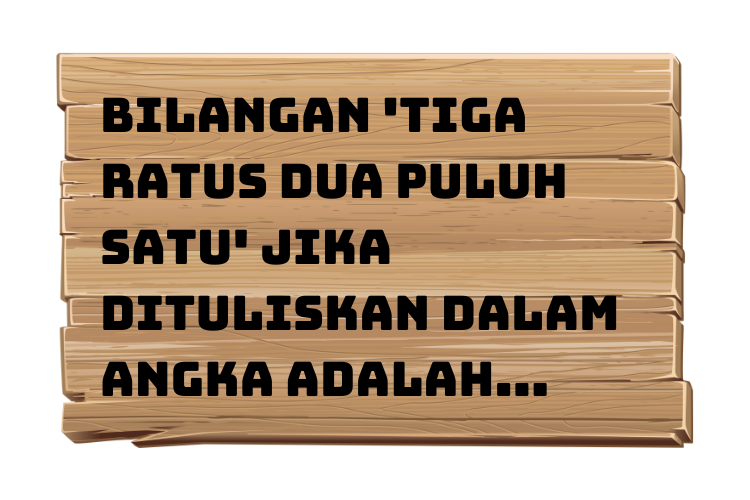 BILANGAN 'TIGA
RATUS DUA PULUH
SATU' JIKA
DITULISKAN DALAM
ANGKA ADALAH...